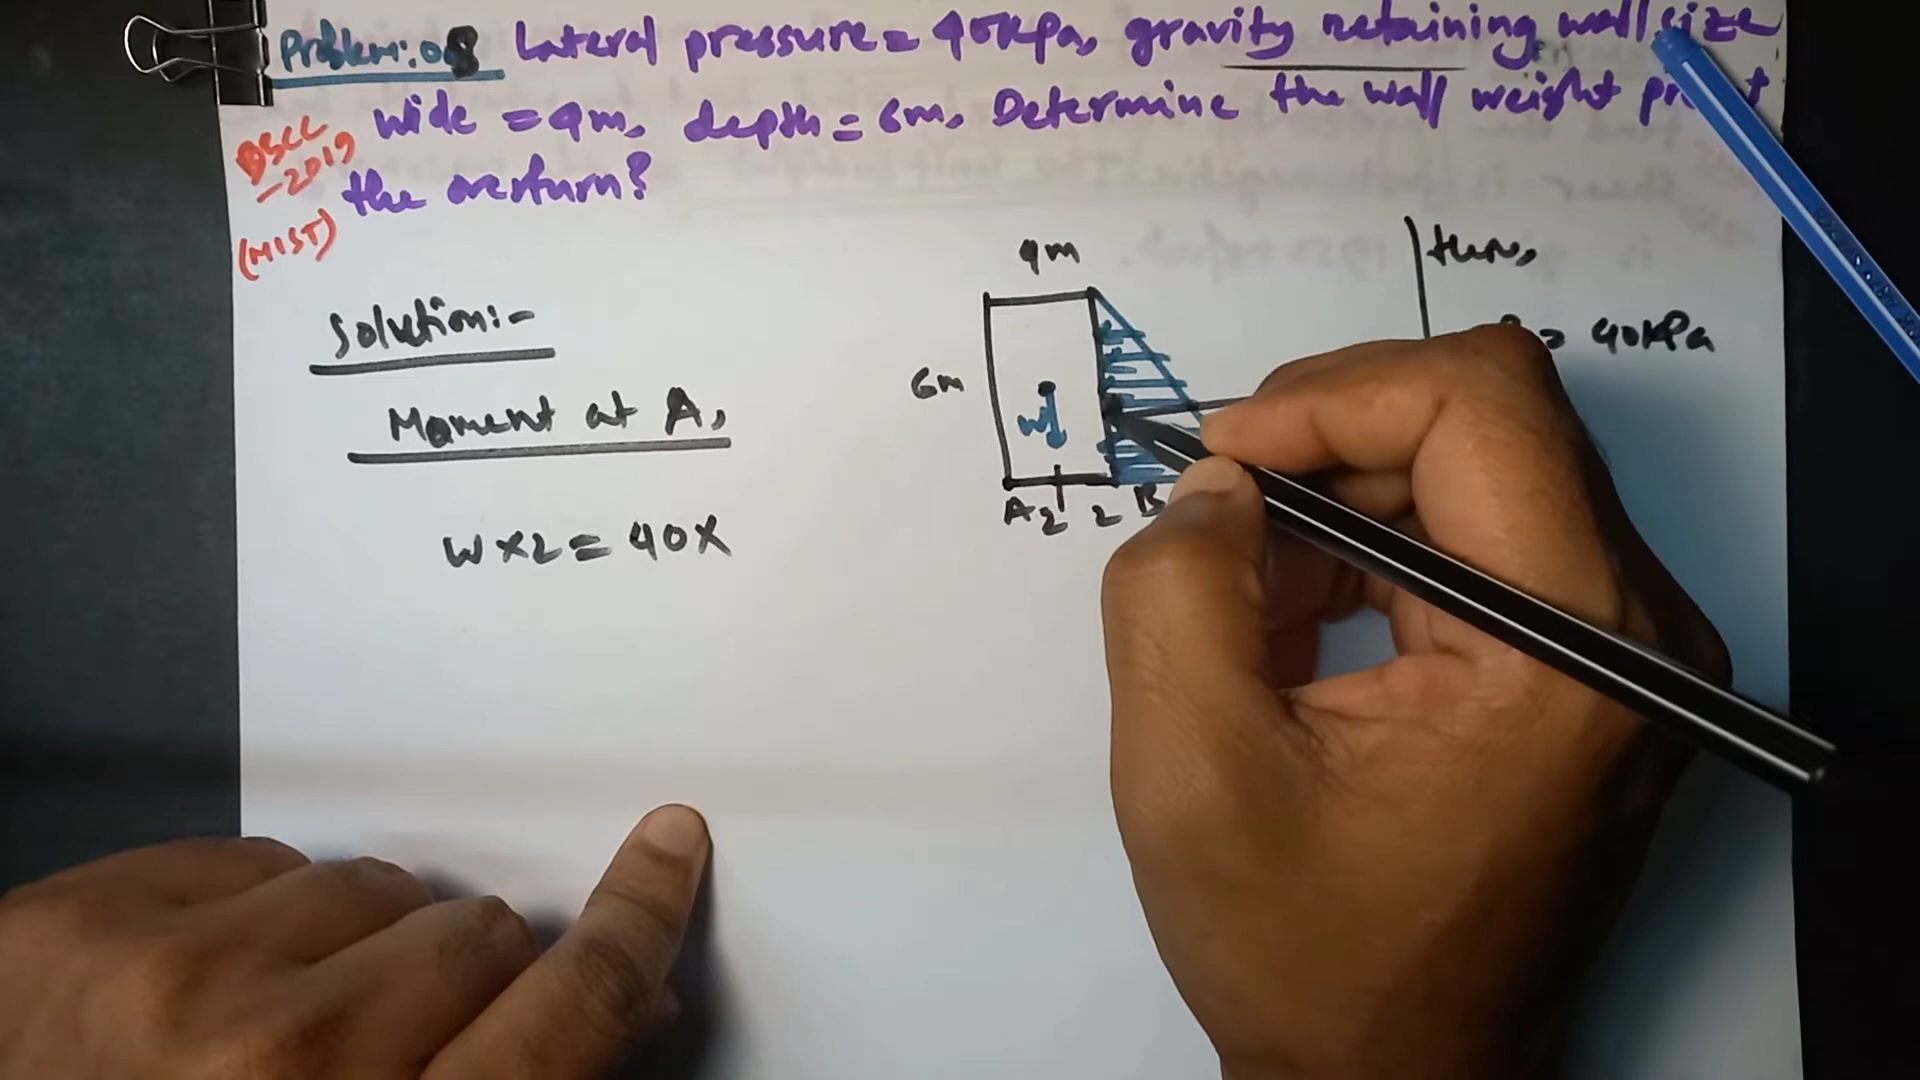 Problem:08 Lateral pressure= 40kpa, gravity retaining wall size
wide =4m, depth=6m, Determine the wall weight
the overturn?
DSCC
-2019
(MIST)
Solution:-
Moment at A,
W×2=40×
4m
6m
W
A 2 2 B
then,
= 40kPa